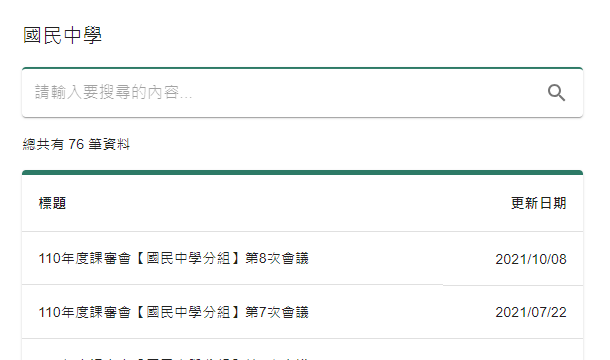 國民中學
請輸入要搜尋的內容...
總共有 76 筆資料
標題 更新日期
110年度課審會【國民中學分組】第8次會議 2021/10/08
110年度課審會【國民中學分組】第7次會議 2021/07/22